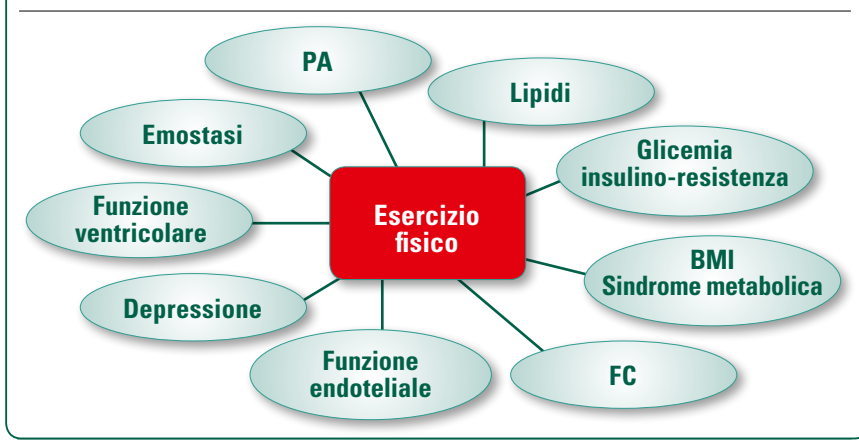 PA
Lipidi
Emostasi
Glicemia
insulino-resistenza
Esercizio
fisico
Funzione
ventricolare
BMI
Sindrome metabolica
Depressione
Funzione
endoteliale
FC